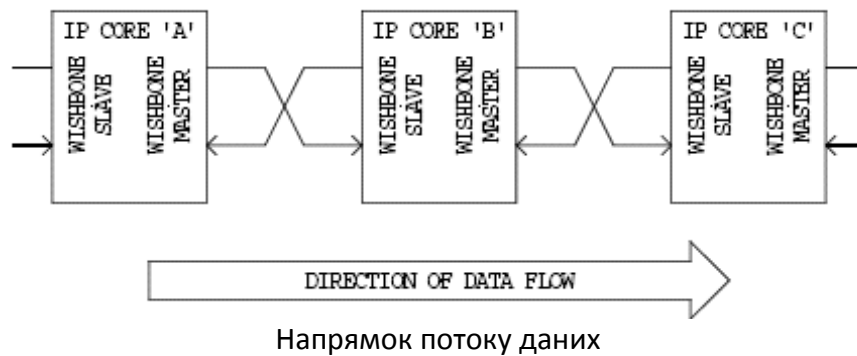 IP CORE 'A'
WISHBONE
SLAVE
WISHBONE
MASTER
IP CORE 'B'
WISHBONE
SLAVE
WISHBONE
MASTER
IP CORE 'C'
WISHBONE
SLAVE
WISHBONE
MASTER
DIRECTION OF DATA FLOW
Напрямок потоку даних